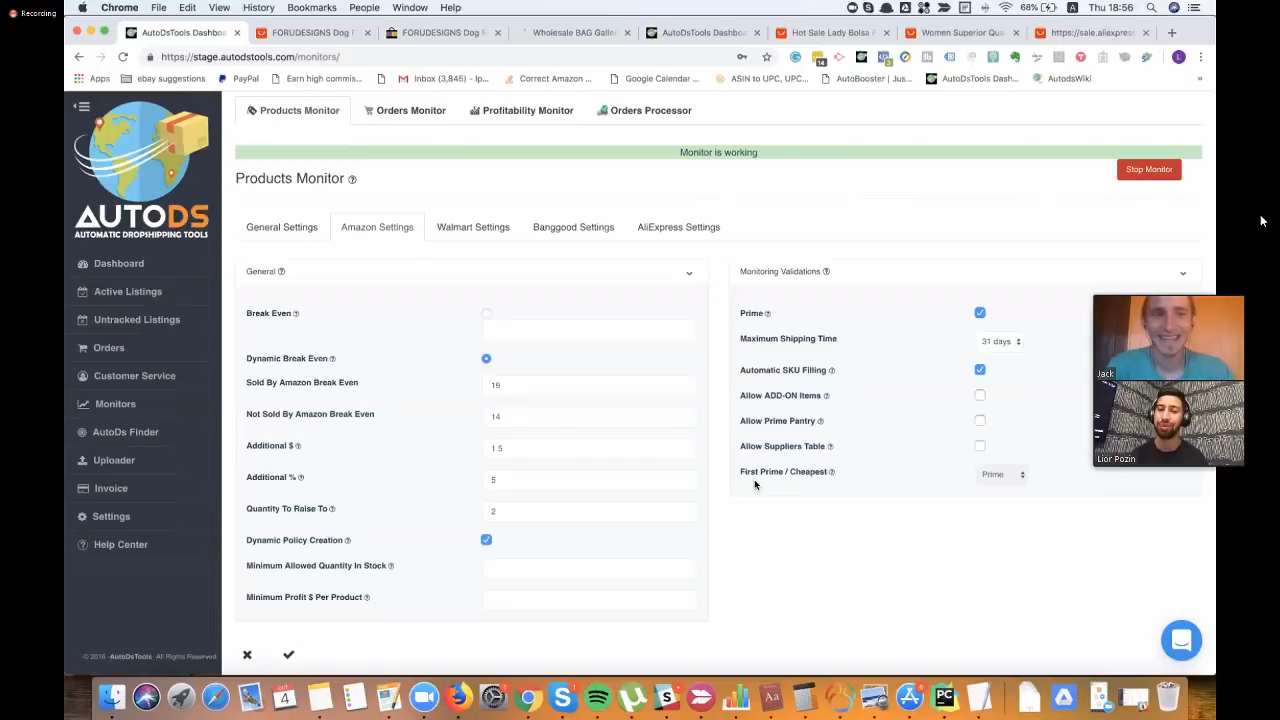 Recording
Chrome File Edit View History Bookmarks People Window Help
68% Thu 18:56
AutoDsTools Dashboa
FORUDESIGNS Dog I
FORUDESIGNS Dog F
Wholesale BAG Galle
AutoDsTools Dashboa
Hot Sale Lady Bolsa F
Women Superior Qua
https://sale.aliexpress
https://stage.autodstools.com/monitors/
Apps ebay suggestions PayPal Earn high commis... Inbox (3,845) - Ip... Correct Amazon ... Google Calendar ... ASIN to UPC, UPC... AutoBooster | Jus... AutoDsTools Dash... AutodsWiki
AUTODS
AUTOMATIC DROPSHIPPING TOOLS
Dashboard
Active Listings
Untracked Listings
Orders
Customer Service
Monitors
AutoDs Finder
Uploader
Invoice
Settings
Help Center
© 2016 -AutoDsTools All Rights Reserved
Products Monitor Orders Monitor Profitability Monitor Orders Processor
Monitor is working
Products Monitor
Stop Monitor
General Settings Amazon Settings Walmart Settings Banggood Settings AliExpress Settings
General
Break Even
Dynamic Break Even
Sold By Amazon Break Even 19
Not Sold By Amazon Break Even 14
Additional $ 1.5
Additional % 5
Quantity To Raise To 2
Dynamic Policy Creation
Minimum Allowed Quantity In Stock
Minimum Profit $ Per Product
Monitoring Validations
Prime
Maximum Shipping Time 31 days
Automatic SKU Filling
Allow ADD-ON Items
Allow Prime Pantry
Allow Suppliers Table
First Prime / Cheapest Prime
Jack
Lior Pozin